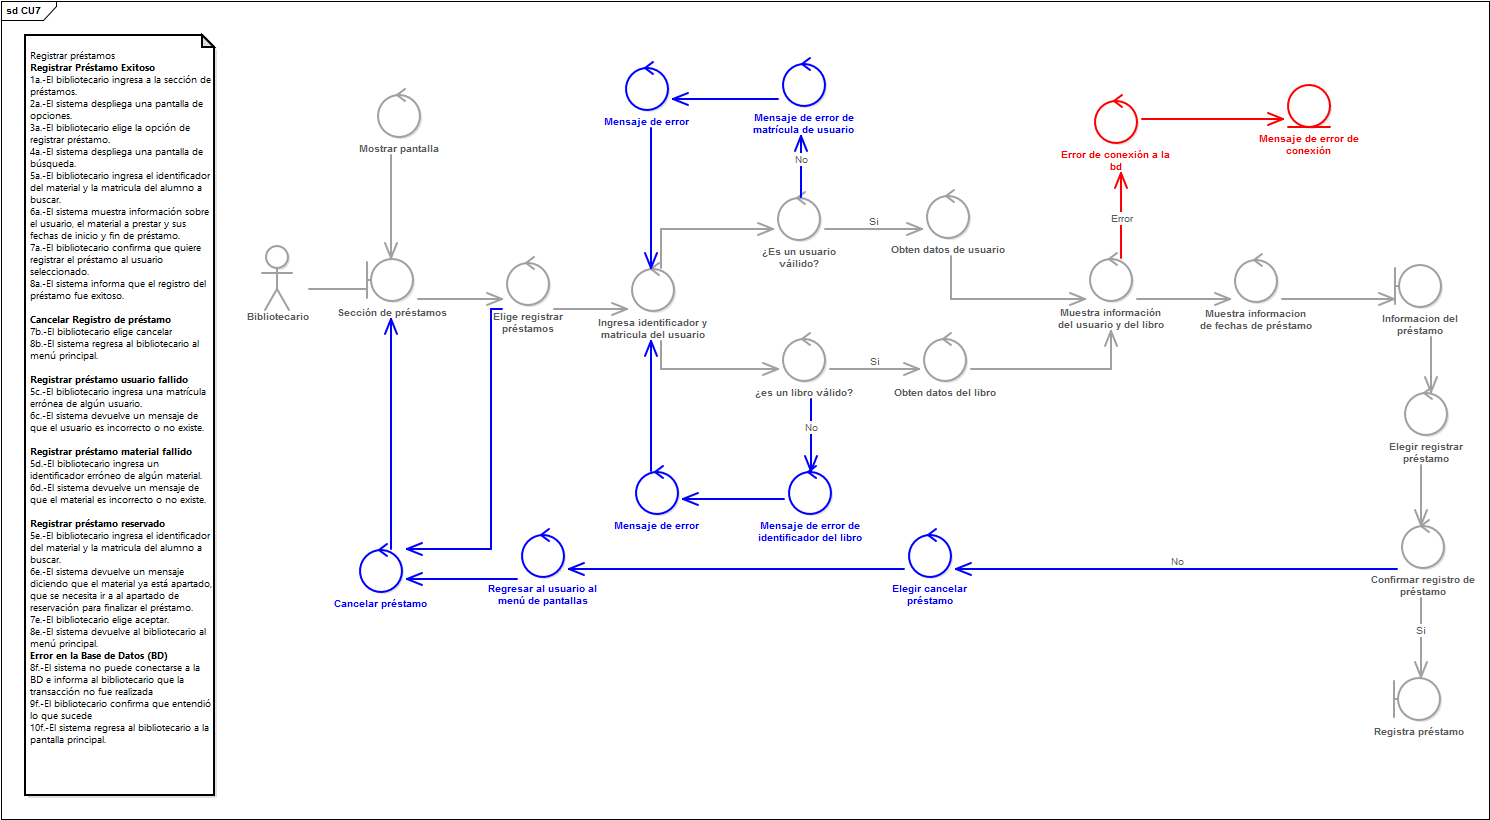 sd CU7
Registrar préstamos
Registrar Préstamo Exitoso
1a.-El bibliotecario ingresa a la sección de
préstamos.
2a.-El sistema despliega una pantalla de
opciones.
3a.-El bibliotecario elige la opción de
registrar préstamo.
4a.-El sistema despliega una pantalla de
búsqueda.
5a.-El bibliotecario ingresa el identificador
del material y la matricula del alumno a
buscar.
6a.-El sistema muestra información sobre
el usuario, el material a prestar y sus
fechas de inicio y fin de préstamo.
7a.-El bibliotecario confirma que quiere
registrar el préstamo al usuario
seleccionado.
8a.-El sistema informa que el registro del
préstamo fue exitoso.
Cancelar Registro de préstamo
7b.-El bibliotecario elige cancelar
8b.-El sistema regresa al bibliotecario al
menú principal.
Registrar préstamo usuario fallido
5c.-El bibliotecario ingresa una matrícula
errónea de algún usuario.
6c.-El sistema devuelve un mensaje de
que el usuario es incorrecto o no existe.
Registrar préstamo material fallido
5d.-El bibliotecario ingresa un
identificador erróneo de algún material.
6d.-El sistema devuelve un mensaje de
que el material es incorrecto o no existe.
Registrar préstamo reservado
5e.-El bibliotecario ingresa el identificador
del material y la matricula del alumno a
buscar.
6e.-El sistema devuelve un mensaje
diciendo que el material ya está apartado,
que se necesita ir a al apartado de
reservación para finalizar el préstamo.
7e.-El bibliotecario elige aceptar.
8e.-El sistema devuelve al bibliotecario al
menú principal.
Error en la Base de Datos (BD)
8f.-El sistema no puede conectarse a la
BD e informa al bibliotecario que la
transacción no fue realizada
9f.-El bibliotecario confirma que entendió
lo que sucede
10f.-El sistema regresa al bibliotecario a la
pantalla principal.
Mostrar pantalla
Bibliotecario
Sección de préstamos
Elige registrar
préstamos
Ingresa identificador y
matricula del usuario
Mensaje de error
Mensaje de error de
matrícula de usuario
No
¿Es un usuario
váilido?
Si
Obten datos de usuario
Error de conexión a la
bd
Mensaje de error de
conexión
Error
Muestra información
del usuario y del libro
Muestra informacion
de fechas de préstamo
Informacion del
préstamo
¿es un libro válido?
Si
Obten datos del libro
No
Elegir registrar
préstamo
Mensaje de error
Mensaje de error de
identificador del libro
Cancelar préstamo
Regresar al usuario al
menú de pantallas
Elegir cancelar
préstamo
No
Confirmar registro de
préstamo
Si
Registra préstamo